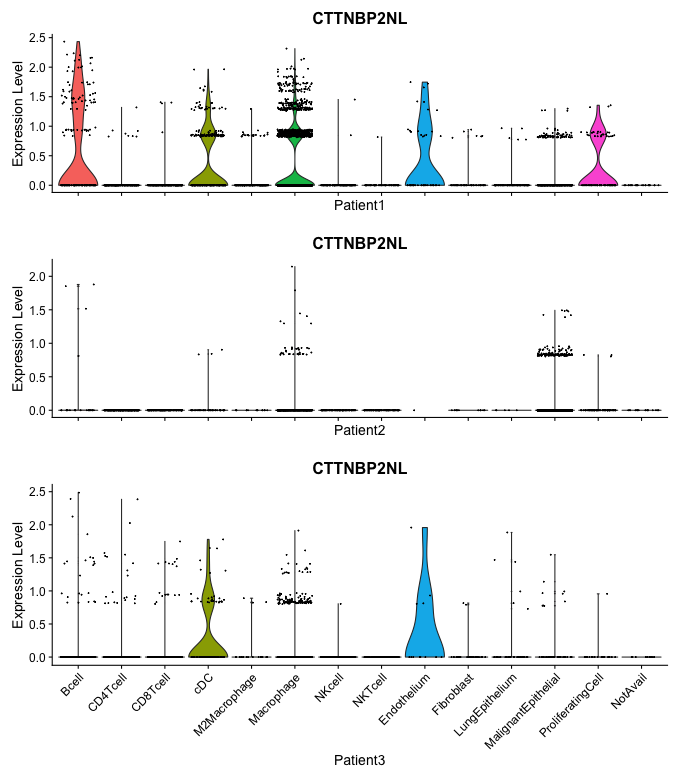 CTTNBP2NL
Expression Level
2.5
2.0
1.5
1.0
0.5
0.0
Patient1
CTTNBP2NL
Expression Level
2.0
1.5
1.0
0.5
0.0
Patient2
CTTNBP2NL
Expression Level
2.5
2.0
1.5
1.0
0.5
0.0
Bcell
CD4Tcell
CD8Tcell
cDC
M2Macrophage
Macrophage
NKcell
NKTcell
Endothelium
Fibroblast
LungEpithelium
MalignantEpithelial
ProliferatingCell
NotAvail
Patient3